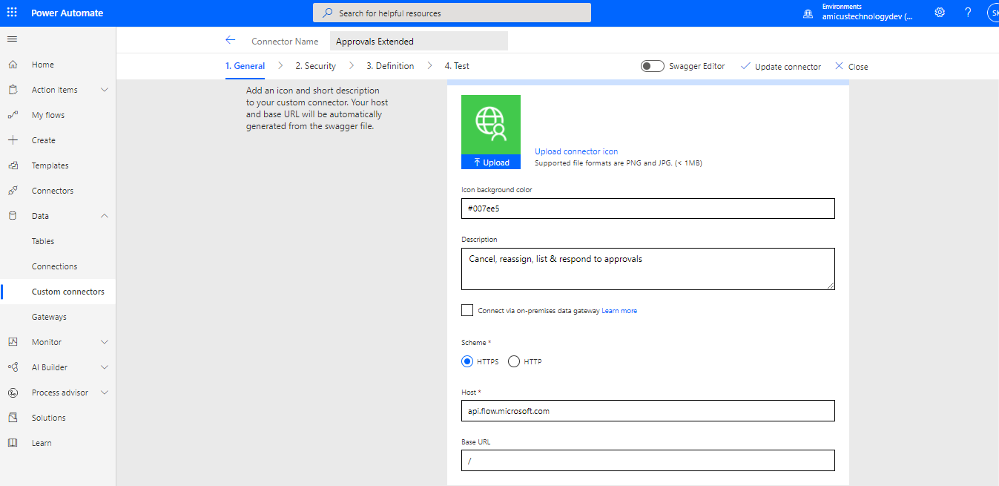 Power Automate
Search for helpful resources
Environments
amicustechnologydev (...
?
SK
Connector Name
Approvals Extended
1. General
2. Security
3. Definition
4. Test
Swagger Editor
Update connector
Close
Home
Action items
My flows
Create
Templates
Connectors
Data
Tables
Connections
Custom connectors
Gateways
Monitor
AI Builder
Process advisor
Solutions
Learn
Add an icon and short description
to your custom connector. Your host
and base URL will be automatically
generated from the swagger file.
Upload
Upload connector icon
Supported file formats are PNG and JPG. (< 1MB)
Icon background color
#007ee5
Description
Cancel, reassign, list & respond to approvals
Connect via on-premises data gateway Learn more
Scheme *
HTTPS
HTTP
Host *
api.flow.microsoft.com
Base URL
/